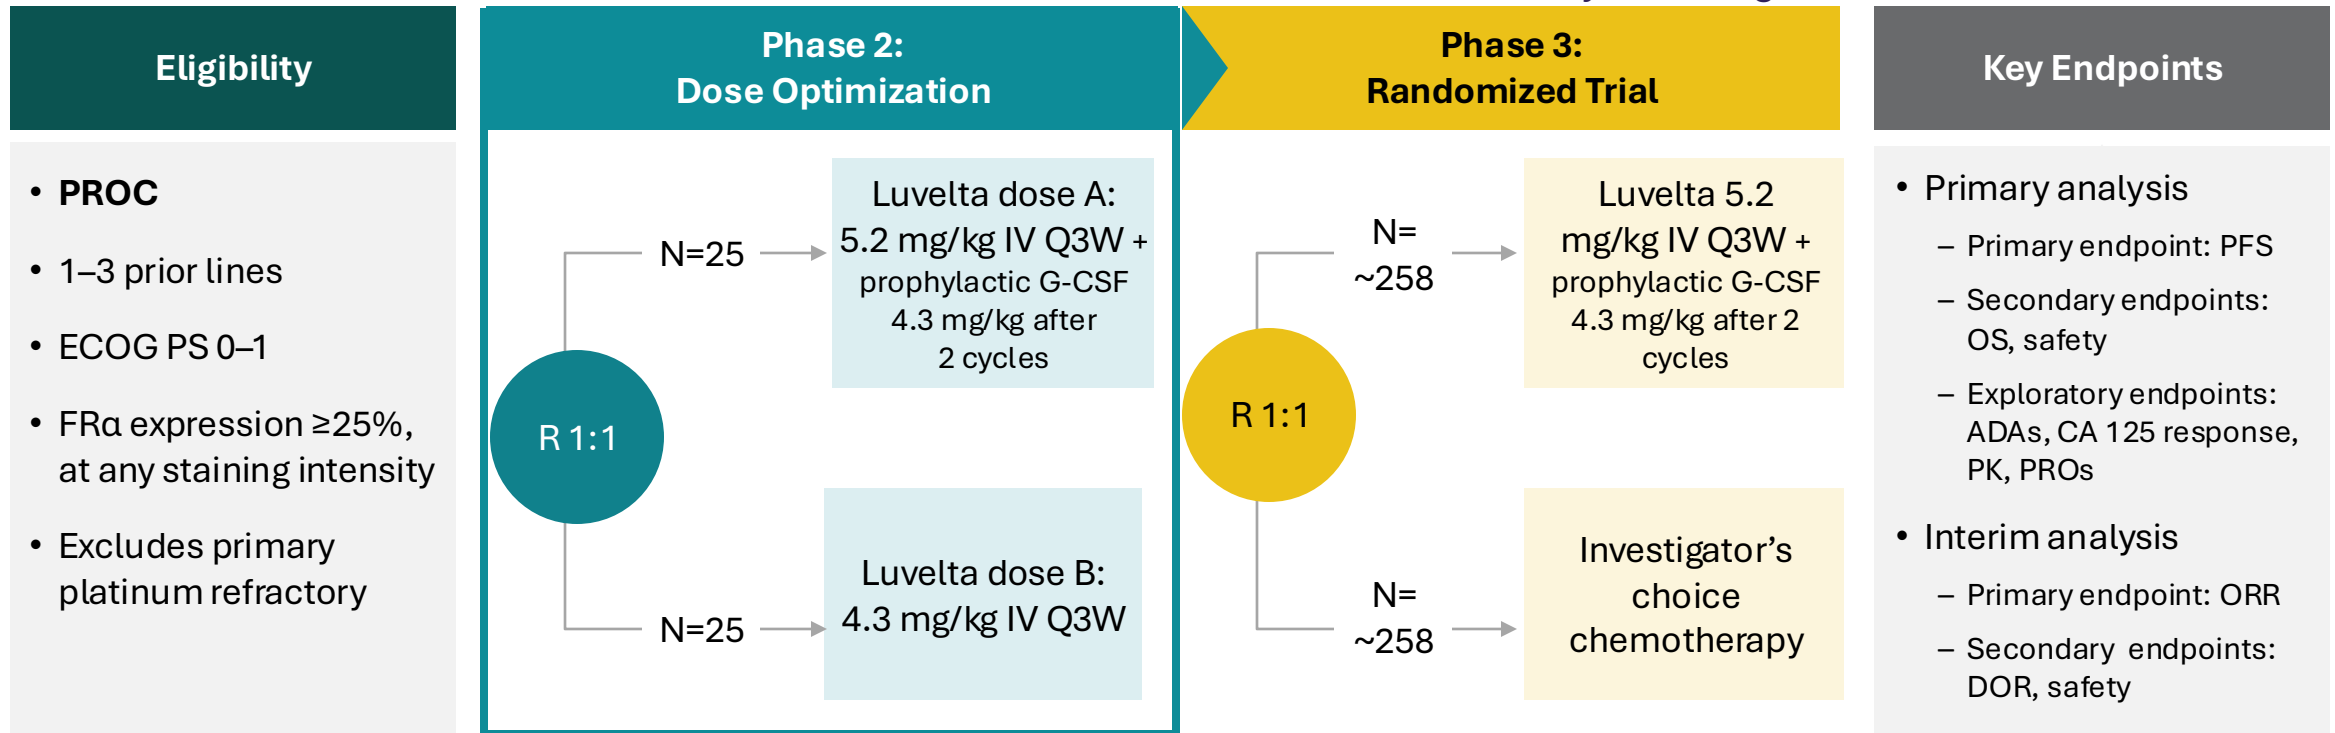 Eligibility
• PROC
• 1–3 prior lines
• ECOG PS 0–1
• FRα expression ≥25%,
at any staining intensity
• Excludes primary
platinum refractory
Phase 2:
Dose Optimization
R 1:1
N=25
Luvelta dose A:
5.2 mg/kg IV Q3W +
prophylactic G-CSF
4.3 mg/kg after
2 cycles
N=25
Luvelta dose B:
4.3 mg/kg IV Q3W
Phase 3:
Randomized Trial
R 1:1
N=
~258
Luvelta 5.2
mg/kg IV Q3W +
prophylactic G-CSF
4.3 mg/kg after 2
cycles
N=
~258
Investigator’s
choice
chemotherapy
Key Endpoints
• Primary analysis
– Primary endpoint: PFS
– Secondary endpoints:
OS, safety
– Exploratory endpoints:
ADAs, CA 125 response,
PK, PROs
• Interim analysis
– Primary endpoint: ORR
– Secondary endpoints:
DOR, safety